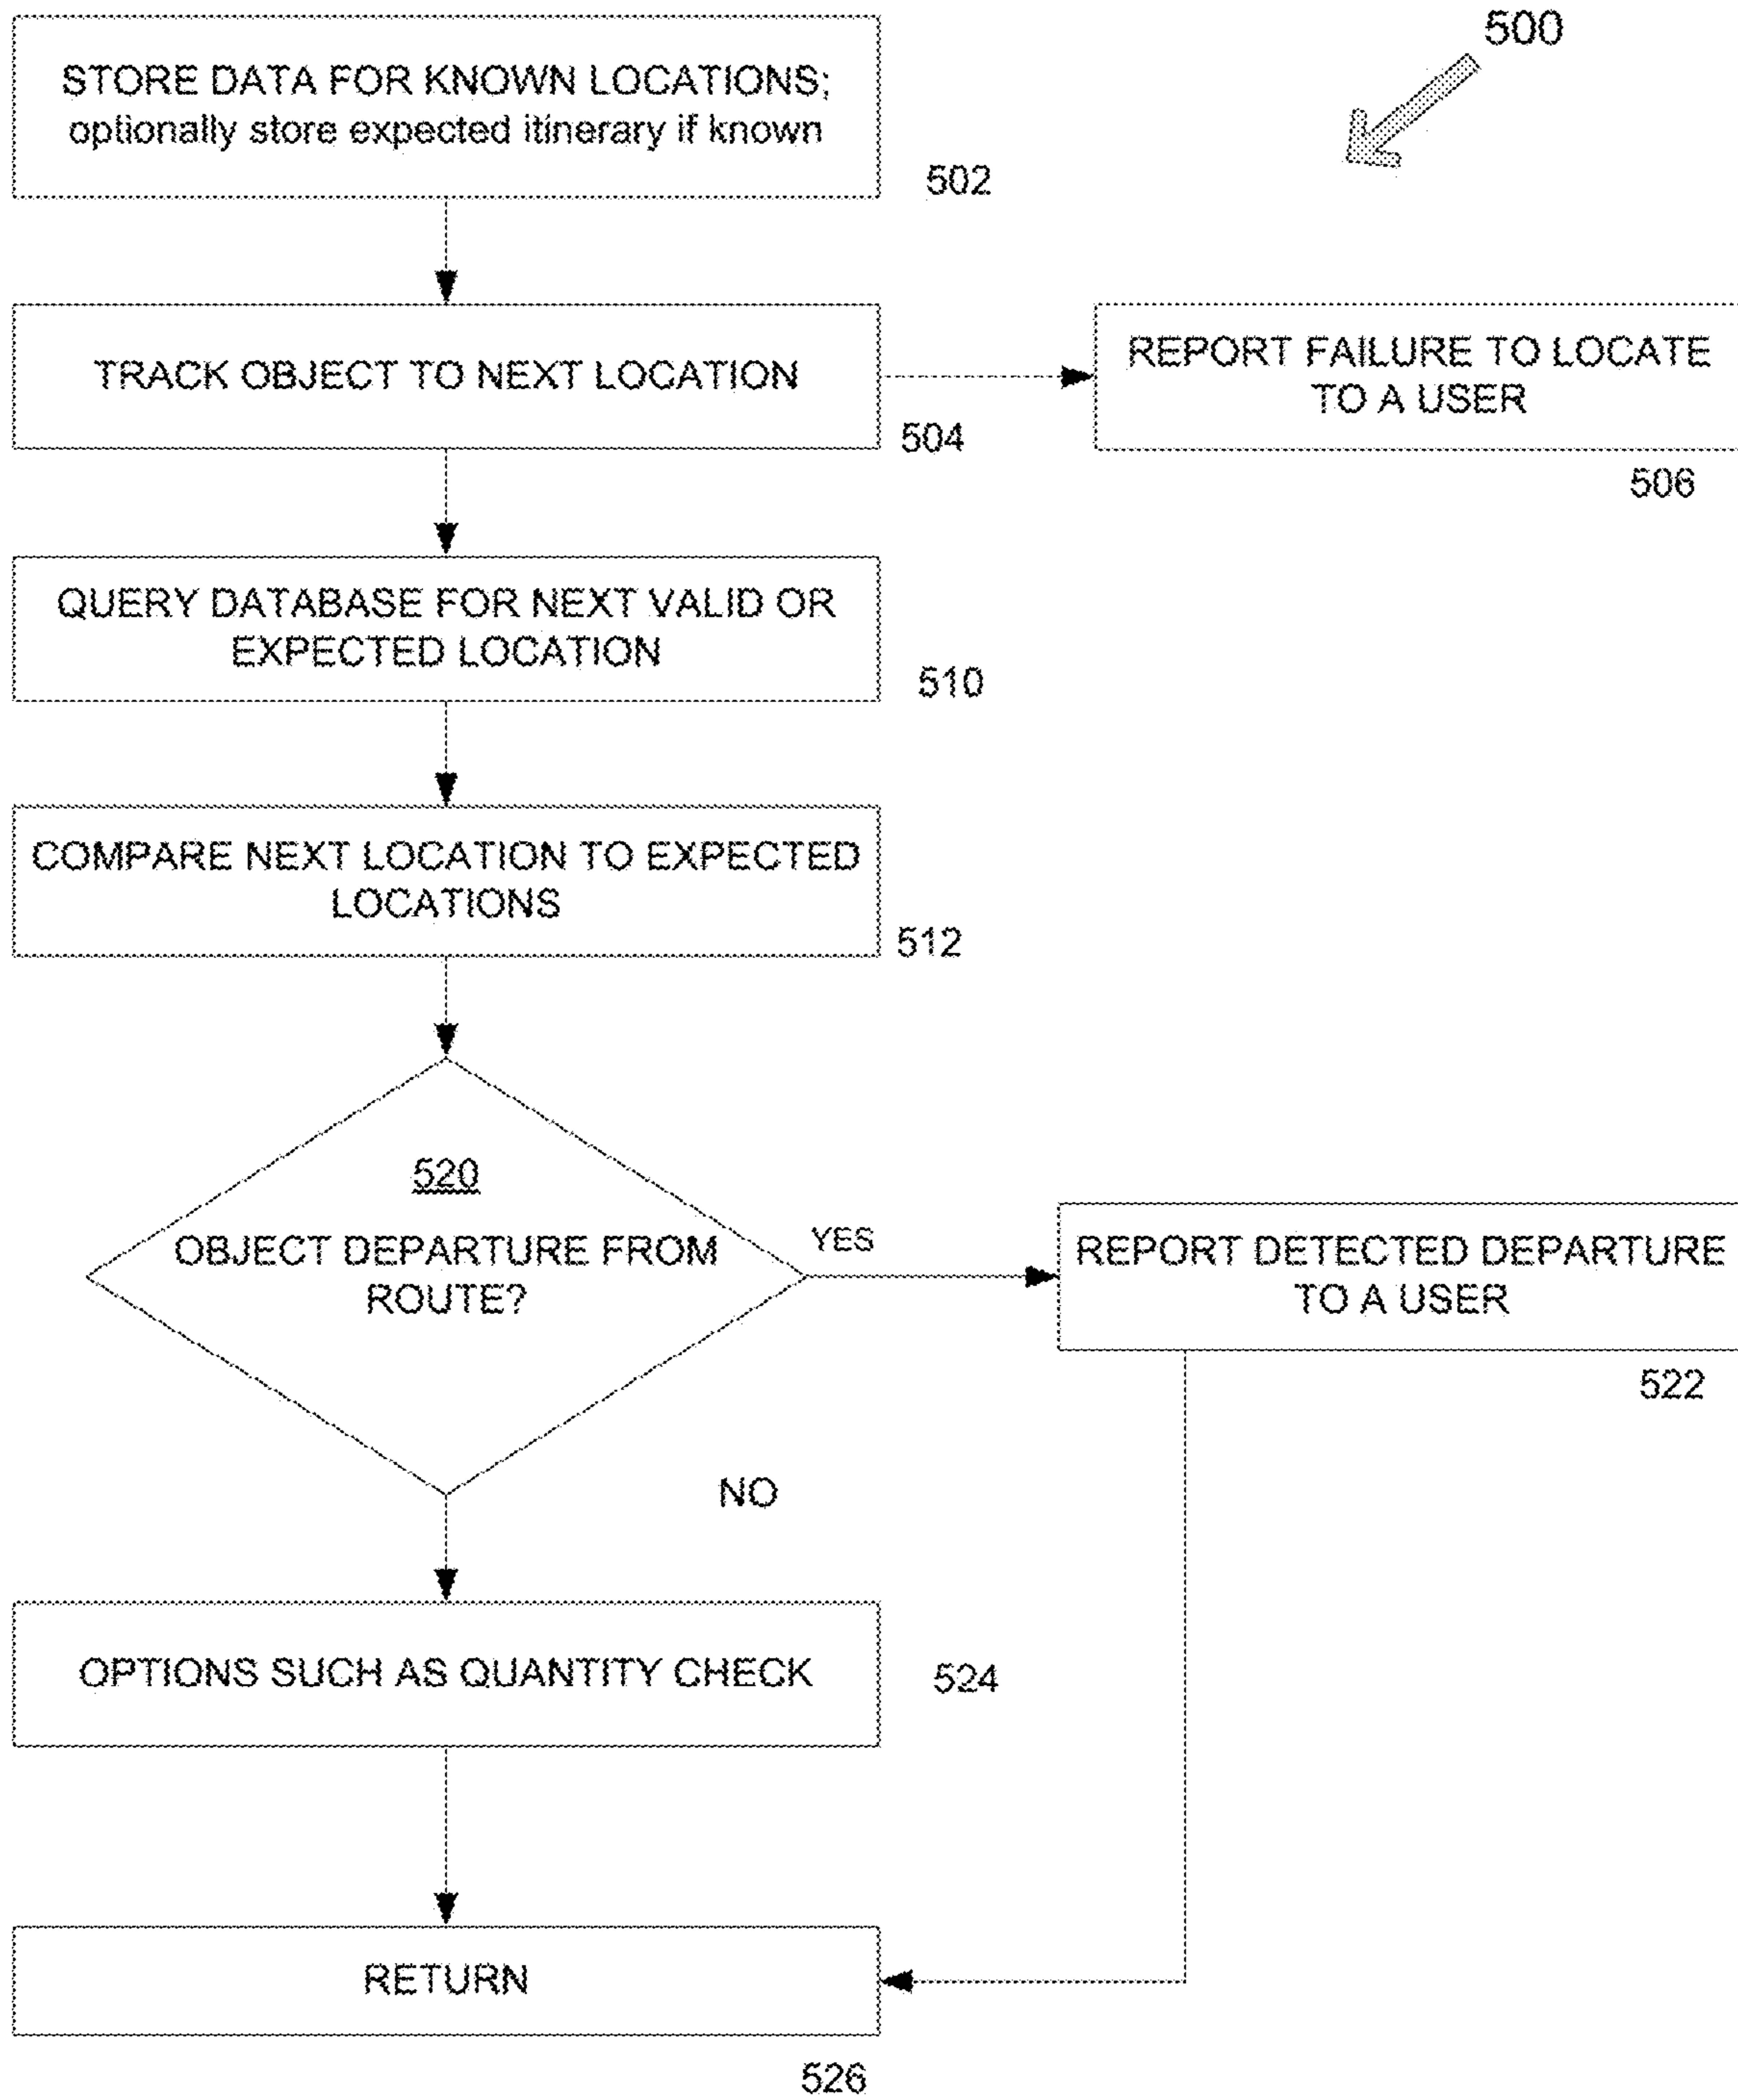 500
STORE DATA FOR KNOWN LOCATIONS;
optionally store expected itinerary if known
502
TRACK OBJECT TO NEXT LOCATION
504
REPORT FAILURE TO LOCATE
TO A USER
506
QUERY DATABASE FOR NEXT VALID OR
EXPECTED LOCATION
510
COMPARE NEXT LOCATION TO EXPECTED
LOCATIONS
512
520
OBJECT DEPARTURE FROM
ROUTE?
YES
REPORT DETECTED DEPARTURE
TO A USER
522
NO
OPTIONS SUCH AS QUANTITY CHECK
524
RETURN
526